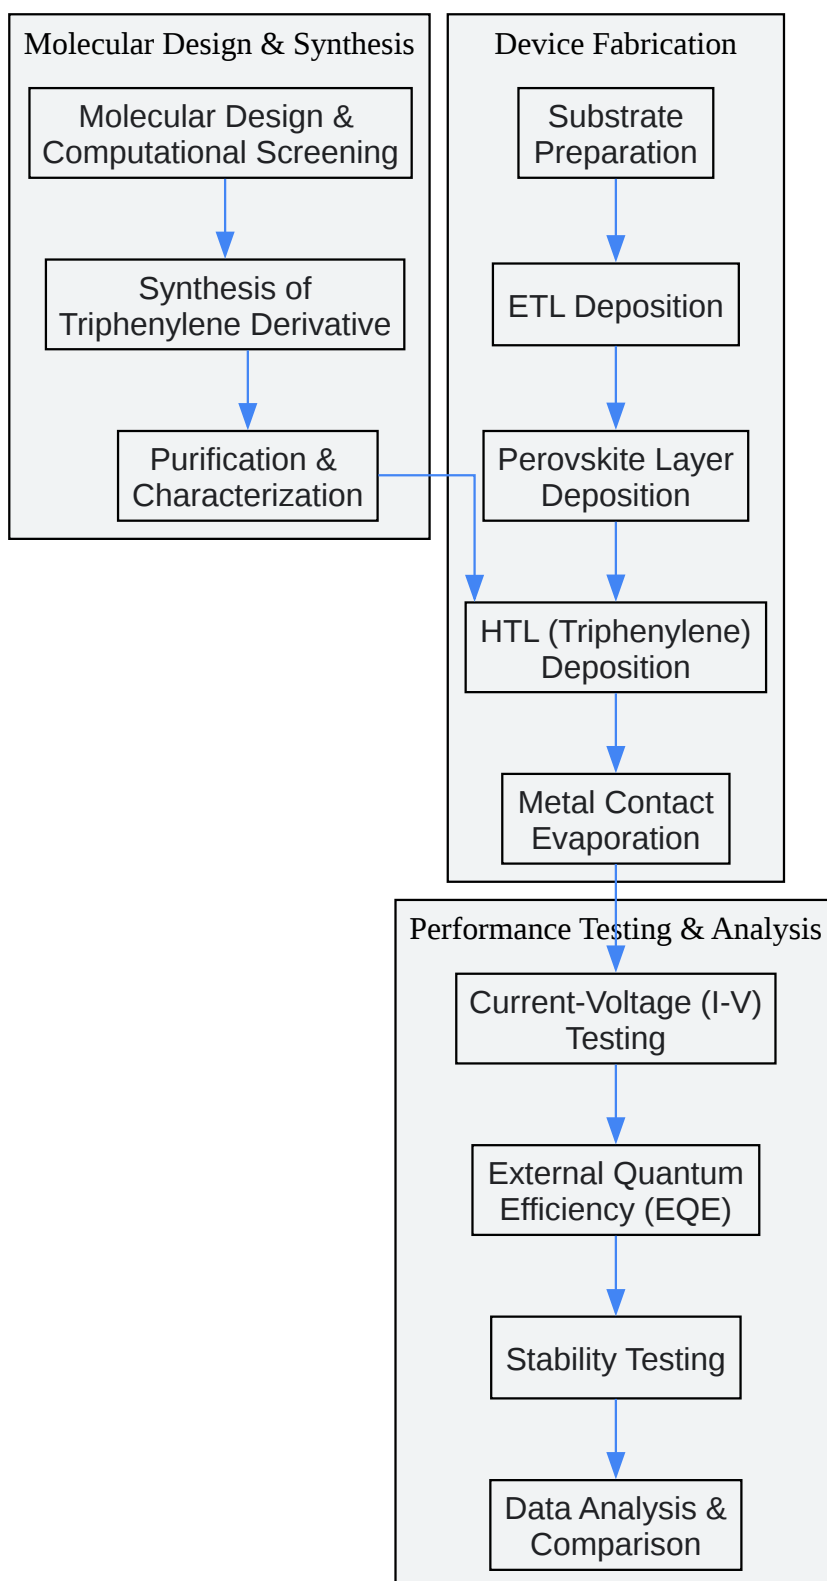 Molecular Design & Synthesis
Molecular Design &
Computational Screening
Synthesis of
Triphenylene Derivative
Purification &
Characterization
Device Fabrication
Substrate
Preparation
ETL Deposition
Perovskite Layer
Deposition
HTL (Triphenylene)
Deposition
Metal Contact
Evaporation
Performance Testing & Analysis
Current-Voltage (I-V)
Testing
External Quantum
Efficiency (EQE)
Stability Testing
Data Analysis &
Comparison